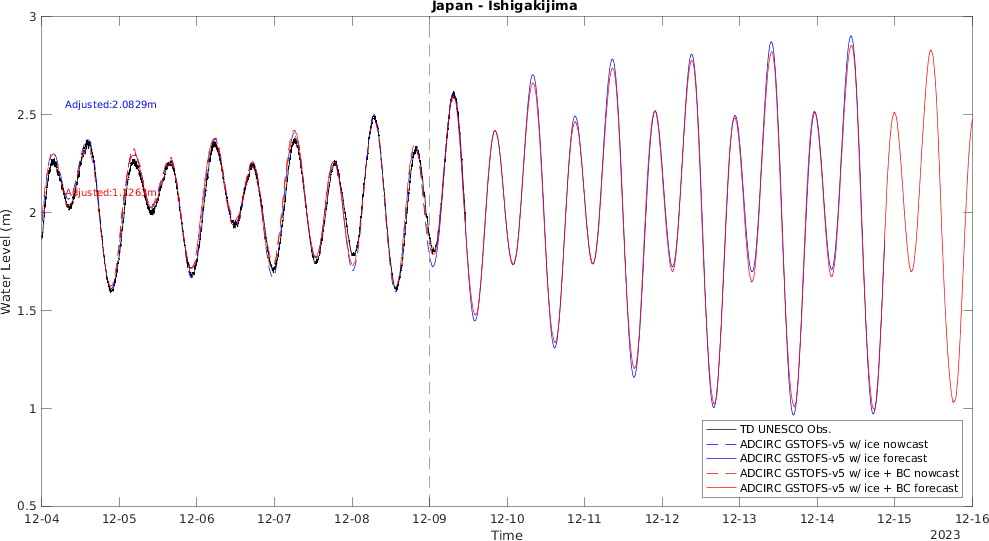 Japan - Ishigakijima
Water Level (m)
3
2.5
2
1.5
1
0.5
Adjusted:2.0829m
Adjusted:1.1263m
TD UNESCO Obs.
ADCIRC GSTOFS-v5 w/ ice nowcast
ADCIRC GSTOFS-v5 w/ ice forecast
ADCIRC GSTOFS-v5 w/ ice + BC nowcast
ADCIRC GSTOFS-v5 w/ ice + BC forecast
12-04 12-05 12-06 12-07 12-08 12-09 12-10 12-11 12-12 12-13 12-14 12-15 12-16
Time
2023